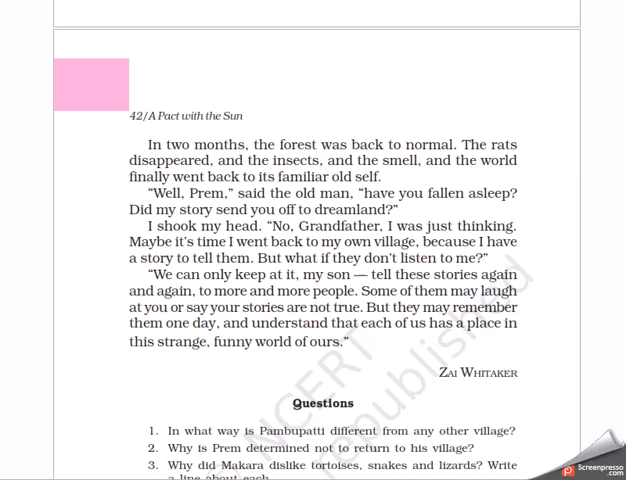 42/A Pact with the Sun
In two months, the forest was back to normal. The rats
disappeared, and the insects, and the smell, and the world
finally went back to its familiar old self.
“Well, Prem,” said the old man, “have you fallen asleep?
Did my story send you off to dreamland?”
I shook my head. “No, Grandfather, I was just thinking.
Maybe it’s time I went back to my own village, because I have
a story to tell them. But what if they don’t listen to me?”
“We can only keep at it, my son — tell these stories again
and again, to more and more people. Some of them may laugh
at you or say your stories are not true. But they may remember
them one day, and understand that each of us has a place in
this strange, funny world of ours.”
ZAI WHITAKER
Questions
1. In what way is Pambupatti different from any other village?
2. Why is Prem determined not to return to his village?
3. Why did Makara dislike tortoises, snakes and lizards? Write
a line about each.
NCERT
republished
Screenpresso
.com